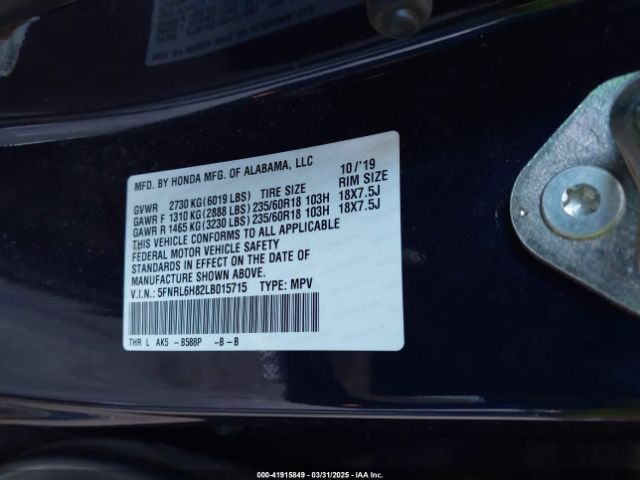 MFD. BY HONDA MFG. OF ALABAMA, LLC 10/'19
GVWR 2730 KG(6019 LBS) TIRE SIZE RIM SIZE
GAWR F 1310 KG(2888 LBS) 235/60R18 103H 18X7.5J
GAWR R 1465 KG(3230 LBS) 235/60R18 103H 18X7.5J
THIS VEHICLE CONFORMS TO ALL APPLICABLE
FEDERAL MOTOR VEHICLE SAFETY
STANDARDS IN EFFECT ON THE DATE OF
MANUFACTURE SHOWN ABOVE.
V.I.N.: 5FNRL6H82LB015715 TYPE: MPV
THR L AK5 - B588P -B - B
000-41915849 - 03/31/2025 - IAA Inc.